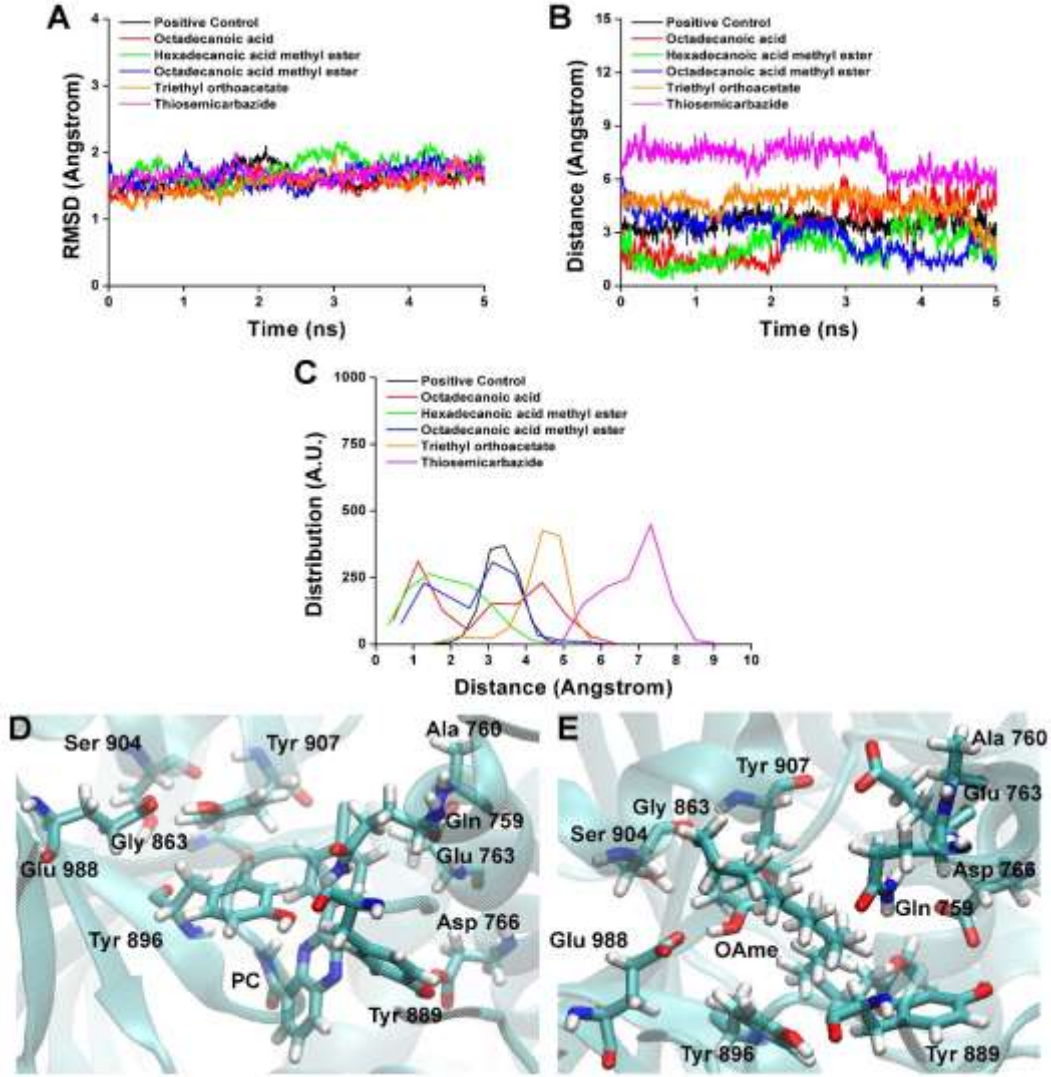 A
Positive Control
Octadecanoic acid
Hexadecanoic acid methyl ester
Octadecanoic acid methyl ester
Triethyl orthoacetate
Thiosemicarbazide
RMSD (Angstrom)
4
3
2
1
0
0 1 2 3 4 5
Time (ns)
B
Positive Control
Octadecanoic acid
Hexadecanoic acid methyl ester
Octadecanoic acid methyl ester
Triethyl orthoacetate
Thiosemicarbazide
Distance (Angstrom)
15
12
9
6
3
0
0 1 2 3 4 5
Time (ns)
C
Positive Control
Octadecanoic acid
Hexadecanoic acid methyl ester
Octadecanoic acid methyl ester
Triethyl orthoacetate
Thiosemicarbazide
Distribution (A.U.)
1000
750
500
250
0
0 1 2 3 4 5 6 7 8 9 10
Distance (Angstrom)
D
Ser 904
Tyr 907
Ala 760
Gly 863
Gln 759
Glu 988
Glu 763
Tyr 896
Asp 766
PC
Tyr 889
E
Ala 760
Tyr 907
Glu 763
Gly 863
Ser 904
Asp 766
Gln 759
Glu 988
OAme
Tyr 896
Tyr 889